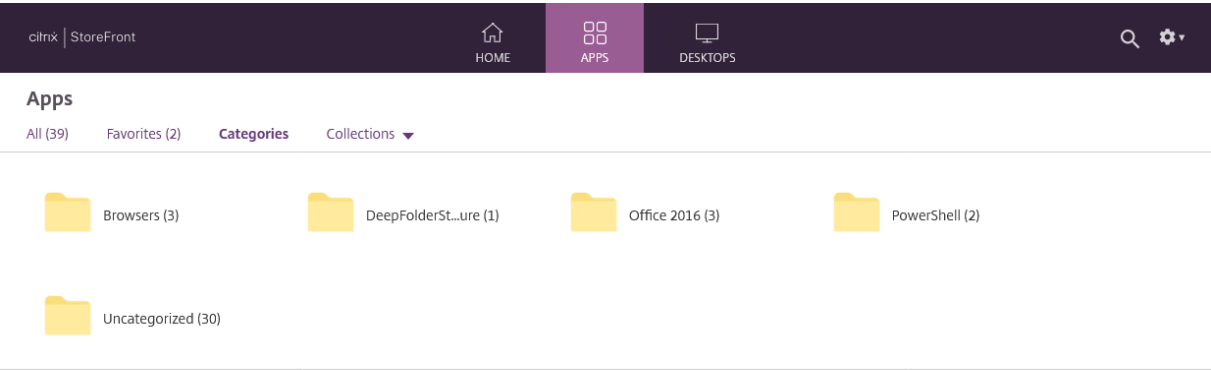 citrix | StoreFront
HOME
APPS
DESKTOPS
Apps
All (39) Favorites (2) Categories Collections
Browsers (3) DeepFolderSt...ure (1) Office 2016 (3) PowerShell (2)
Uncategorized (30)